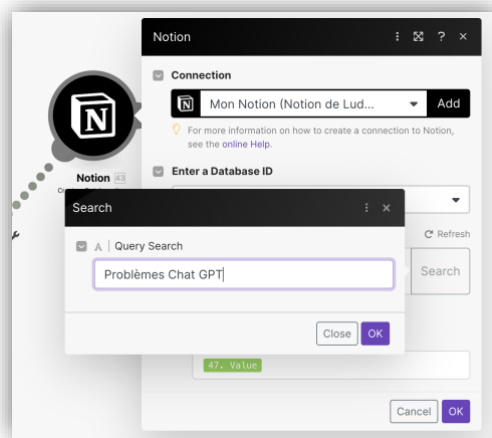 Notion
Connection
Mon Notion (Notion de Lud...
Add
For more information on how to create a connection to Notion,
see the online Help.
Notion 43
Enter a Database ID
Search
Refresh
A | Query Search
Search
Problèmes Chat GPT
Close
OK
47. Value
Cancel
OK